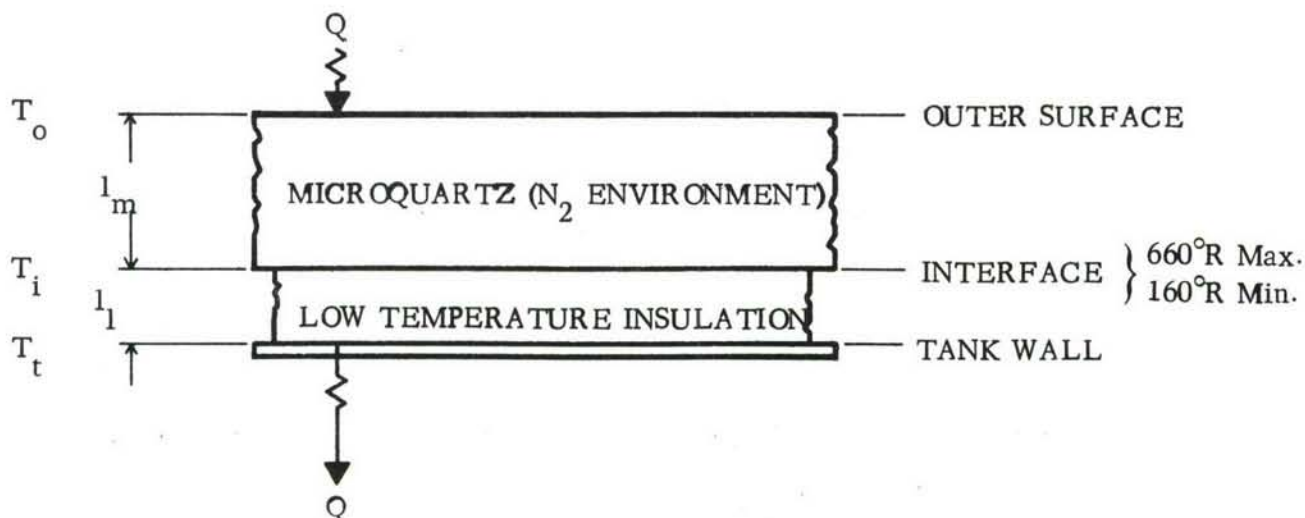 Q
T_o
OUTER SURFACE
l_m
MICROQUARTZ (N_2 ENVIRONMENT)
T_i
INTERFACE } 660°R Max.
160°R Min.
l_l
LOW TEMPERATURE INSULATION
T_t
TANK WALL
Q